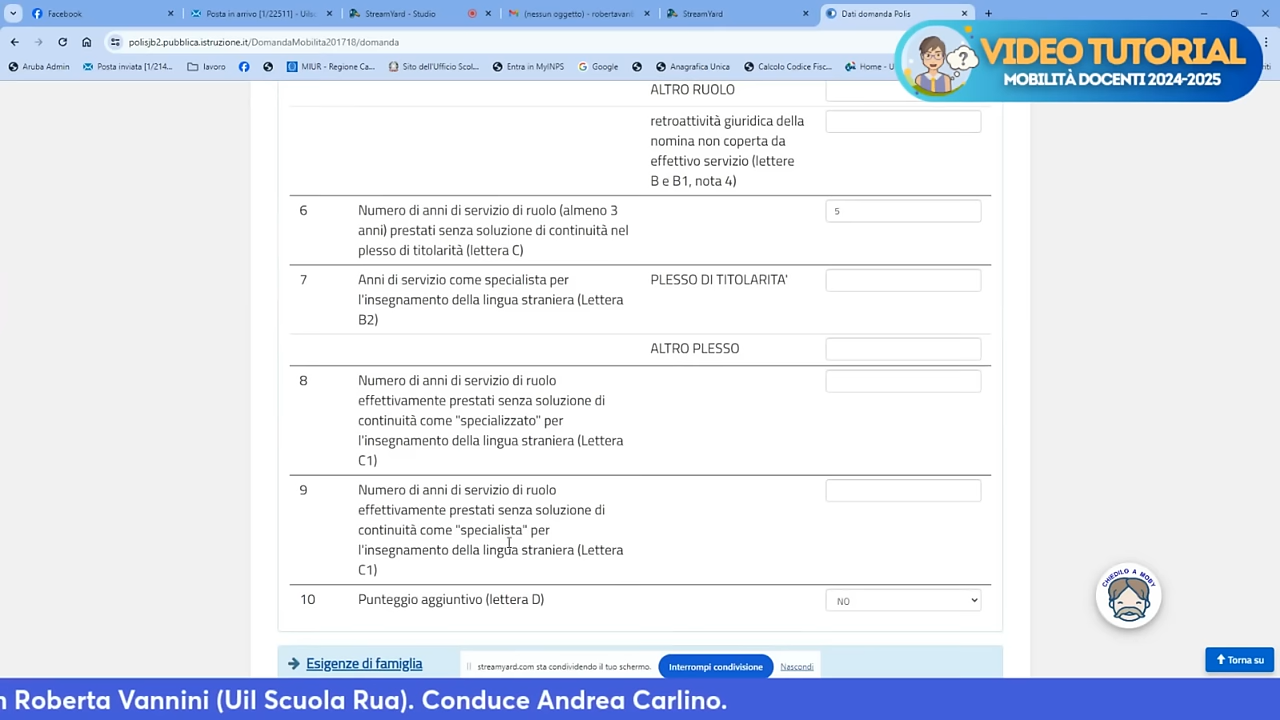 Facebook
Posta in arrivo [1/22511] - Uils
StreamYard - Studio
(nessun oggetto) - robertavaril
StreamYard
Dati domanda Polis
polisjb2.pubblica.istruzione.it/DomandaMobilita201718/domanda
Aruba Admin
Posta inviata [1/214...
lavoro
MIUR - Regione Ca...
Sito dell'Ufficio Scol...
Entra in MyINPS
Google
Anagrafica Unica
Calcolo Codice Fisc...
Home - U
VIDEO TUTORIAL
MOBILITÀ DOCENTI 2024-2025
?
ALTRO RUOLO
retroattività giuridica della
nomina non coperta da
effettivo servizio (lettere
B e B1, nota 4)
6 Numero di anni di servizio di ruolo (almeno 3 5
anni) prestati senza soluzione di continuità nel
plesso di titolarità (lettera C)
7 Anni di servizio come specialista per PLESSO DI TITOLARITA'
l'insegnamento della lingua straniera (Lettera
B2)
ALTRO PLESSO
8 Numero di anni di servizio di ruolo
effettivamente prestati senza soluzione di
continuità come "specializzato" per
l'insegnamento della lingua straniera (Lettera
C1)
9 Numero di anni di servizio di ruolo
effettivamente prestati senza soluzione di
continuità come "specialista" per
l'insegnamento della lingua straniera (Lettera
C1)
10 Punteggio aggiuntivo (lettera D) NO
CHIEDILO A MOBY
Esigenze di famiglia
streamyard.com sta condividendo il tuo schermo.
Interrompi condivisione
Nascondi
Torna su
n Roberta Vannini (Uil Scuola Rua). Conduce Andrea Carlino.